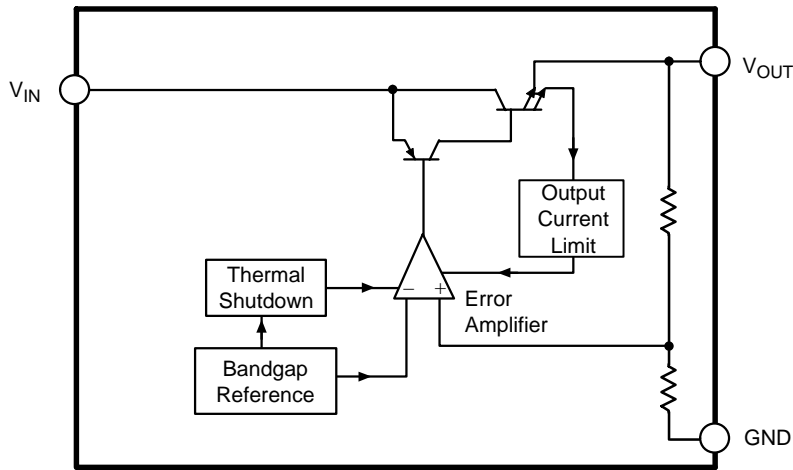 V_IN
V_OUT
Output
Current
Limit
Thermal
Shutdown
− +
Error
Amplifier
Bandgap
Reference
GND